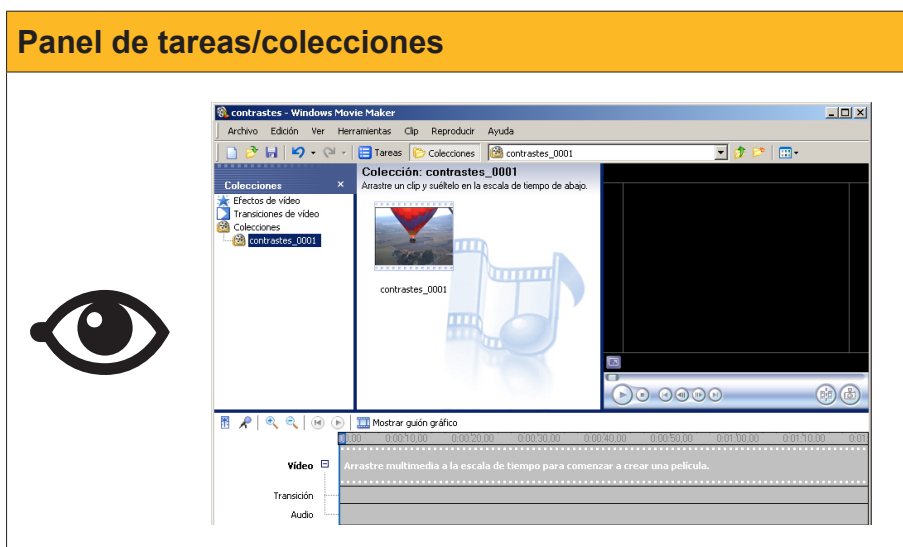 Panel de tareas/colecciones
contrastes - Windows Movie Maker
Archivo Edición Ver Herramientas Clip Reproducir Ayuda
Tareas Colecciones contrastes_0001
Colecciones
Efectos de vídeo
Transiciones de vídeo
Colecciones
contrastes_0001
Colección: contrastes_0001
Arrastre un clip y suéltelo en la escala de tiempo de abajo.
contrastes_0001
Mostrar guión gráfico
0:00:10,00 0:00:20,00 0:00:30,00 0:00:40,00 0:00:50,00 0:01:00,00 0:01:10,00
Vídeo
Arrastre multimedia a la escala de tiempo para comenzar a crear una película.
Transición
Audio